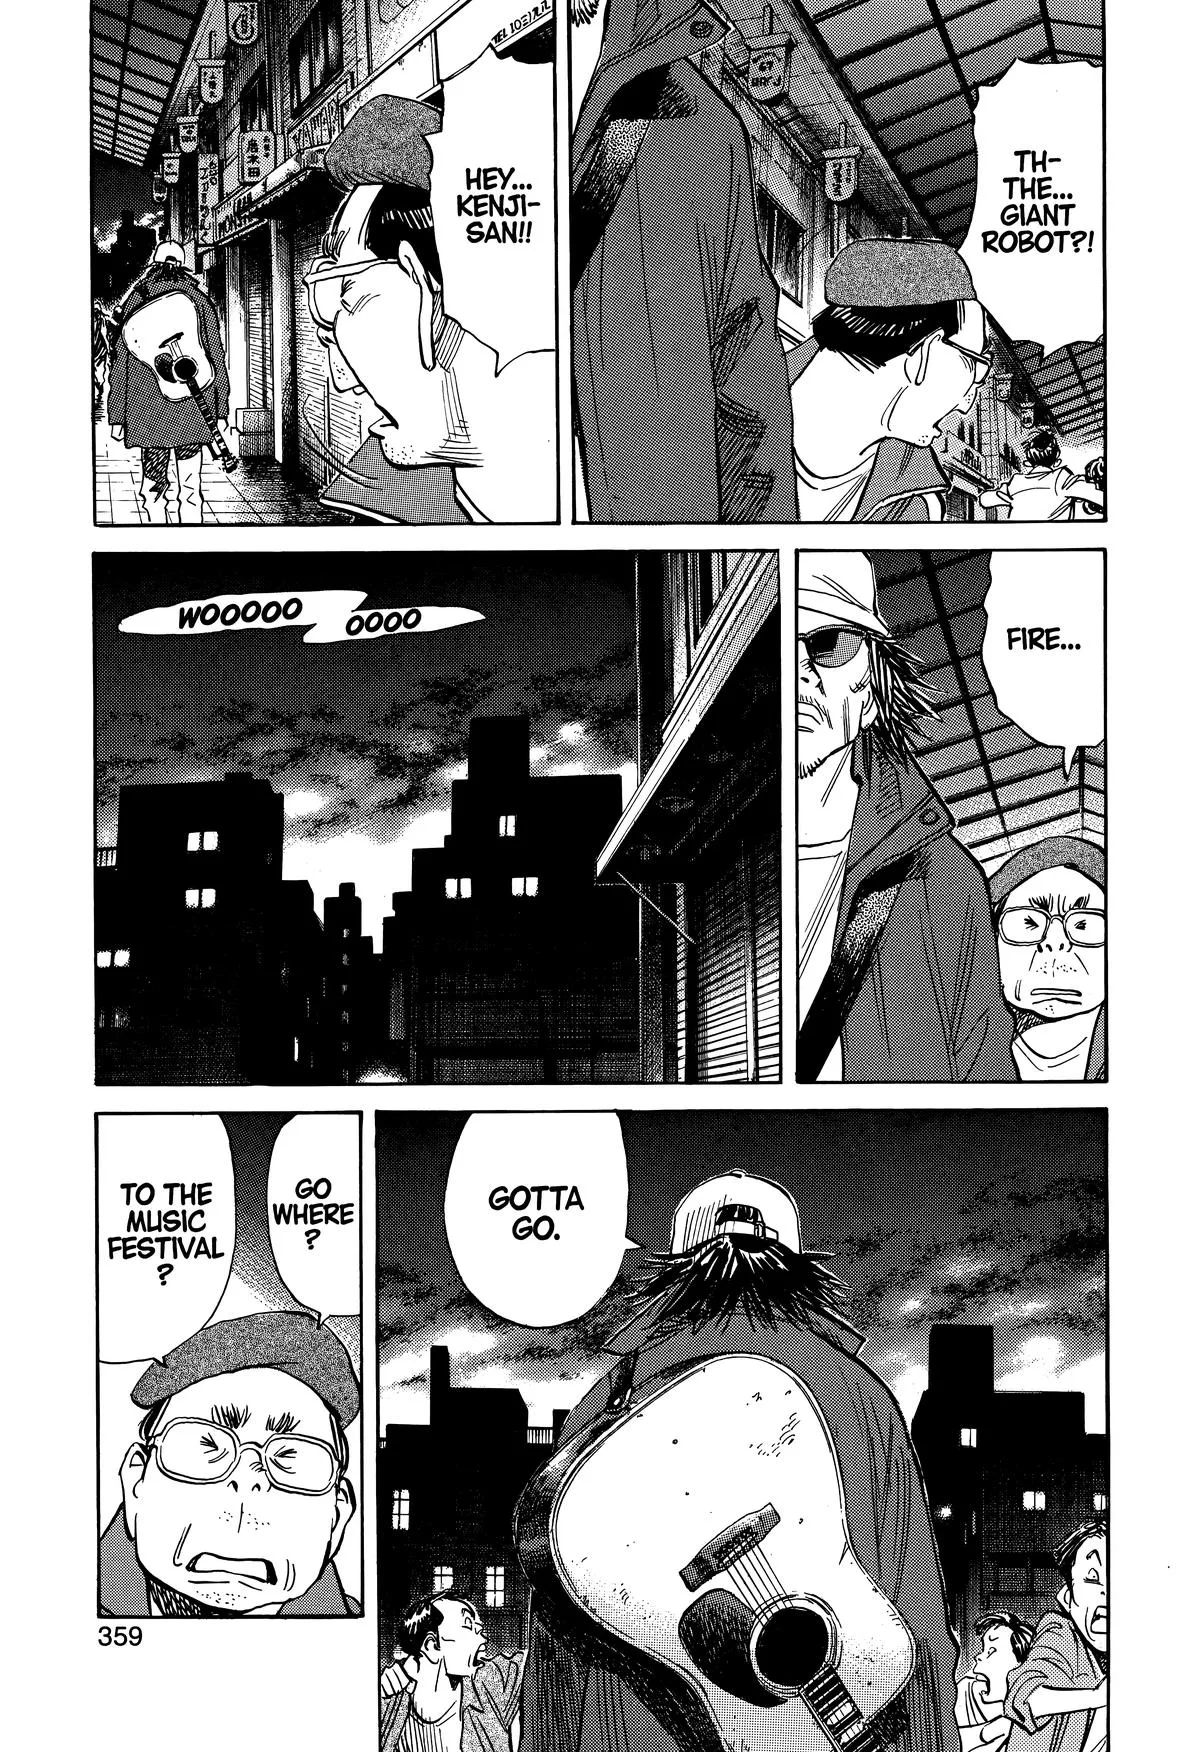 TH-
THE...
GIANT
ROBOT?!
HEY...
KENJI-
SAN!!
FIRE...
WOOOOO
OOOO
GOTTA
GO.
GO
WHERE
?
TO THE
MUSIC
FESTIVAL
?
359